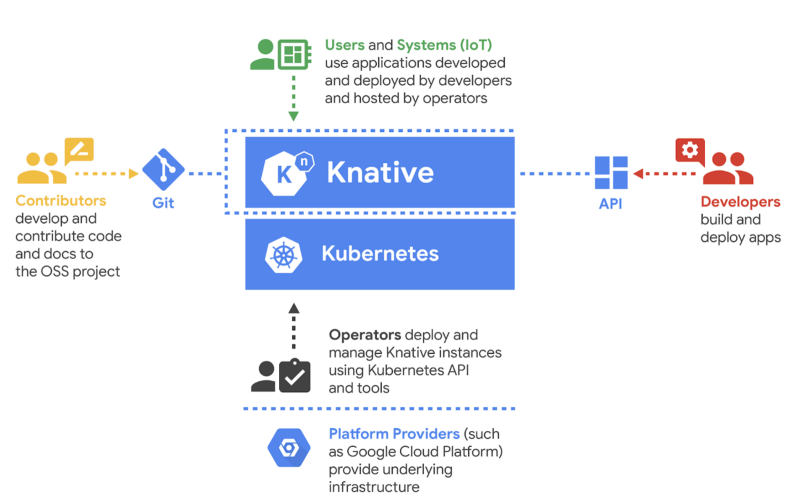 Users and Systems (IoT)
use applications developed
and deployed by developers
and hosted by operators
K n Knative
Kubernetes
Git
API
Contributors
develop and
contribute code
and docs to
the OSS project
Developers
build and
deploy apps
Operators deploy and
manage Knative instances
using Kubernetes API
and tools
Platform Providers (such
as Google Cloud Platform)
provide underlying
infrastructure